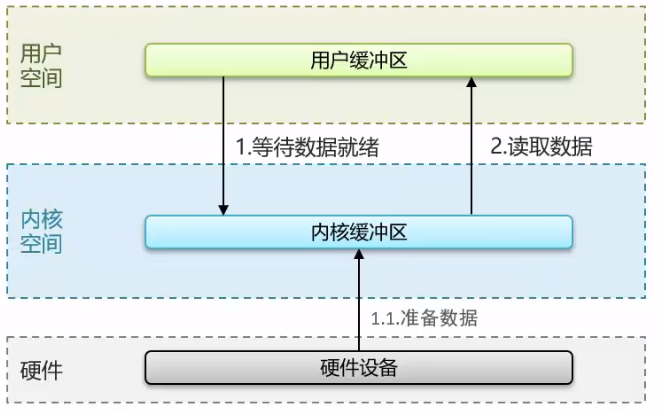 用户
空间
用户缓冲区
1.等待数据就绪
2.读取数据
内核
空间
内核缓冲区
1.1.准备数据
硬件
硬件设备